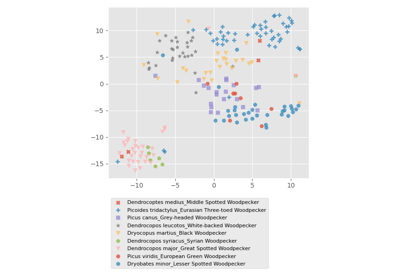 15
10
5
0
−5
−10
−15
−10
−5
0
5
10
Dendrocoptes medius_Middle Spotted Woodpecker
Picoides tridactylus_Eurasian Three-toed Woodpecker
Picus canus_Grey-headed Woodpecker
Dendrocopos leucotos_White-backed Woodpecker
Dryocopus martius_Black Woodpecker
Dendrocopos syriacus_Syrian Woodpecker
Dendrocopos major_Great Spotted Woodpecker
Picus viridis_European Green Woodpecker
Dryobates minor_Lesser Spotted Woodpecker